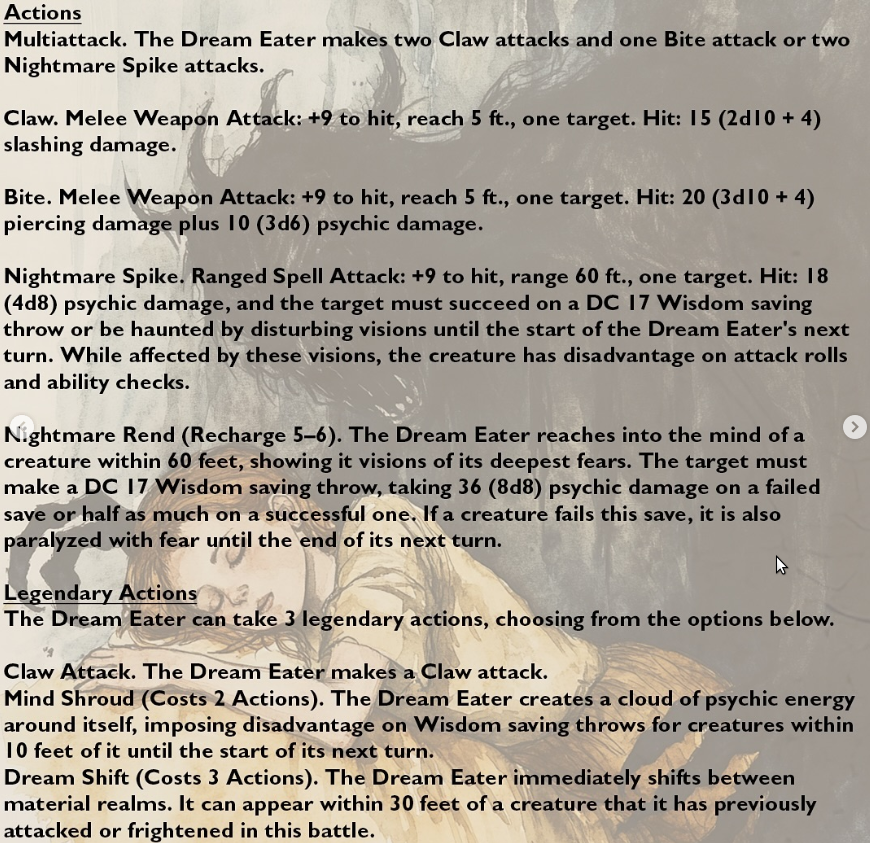 Actions
Multiattack. The Dream Eater makes two Claw attacks and one Bite attack or two
Nightmare Spike attacks.
Claw. Melee Weapon Attack: +9 to hit, reach 5 ft., one target. Hit: 15 (2d10 + 4)
slashing damage.
Bite. Melee Weapon Attack: +9 to hit, reach 5 ft., one target. Hit: 20 (3d10 + 4)
piercing damage plus 10 (3d6) psychic damage.
Nightmare Spike. Ranged Spell Attack: +9 to hit, range 60 ft., one target. Hit: 18
(4d8) psychic damage, and the target must succeed on a DC 17 Wisdom saving
throw or be haunted by disturbing visions until the start of the Dream Eater's next
turn. While affected by these visions, the creature has disadvantage on attack rolls
and ability checks.
Nightmare Rend (Recharge 5–6). The Dream Eater reaches into the mind of a
creature within 60 feet, showing it visions of its deepest fears. The target must
make a DC 17 Wisdom saving throw, taking 36 (8d8) psychic damage on a failed
save or half as much on a successful one. If a creature fails this save, it is also
paralyzed with fear until the end of its next turn.
Legendary Actions
The Dream Eater can take 3 legendary actions, choosing from the options below.
Claw Attack. The Dream Eater makes a Claw attack.
Mind Shroud (Costs 2 Actions). The Dream Eater creates a cloud of psychic energy
around itself, imposing disadvantage on Wisdom saving throws for creatures within
10 feet of it until the start of its next turn.
Dream Shift (Costs 3 Actions). The Dream Eater immediately shifts between
material realms. It can appear within 30 feet of a creature that it has previously
attacked or frightened in this battle.